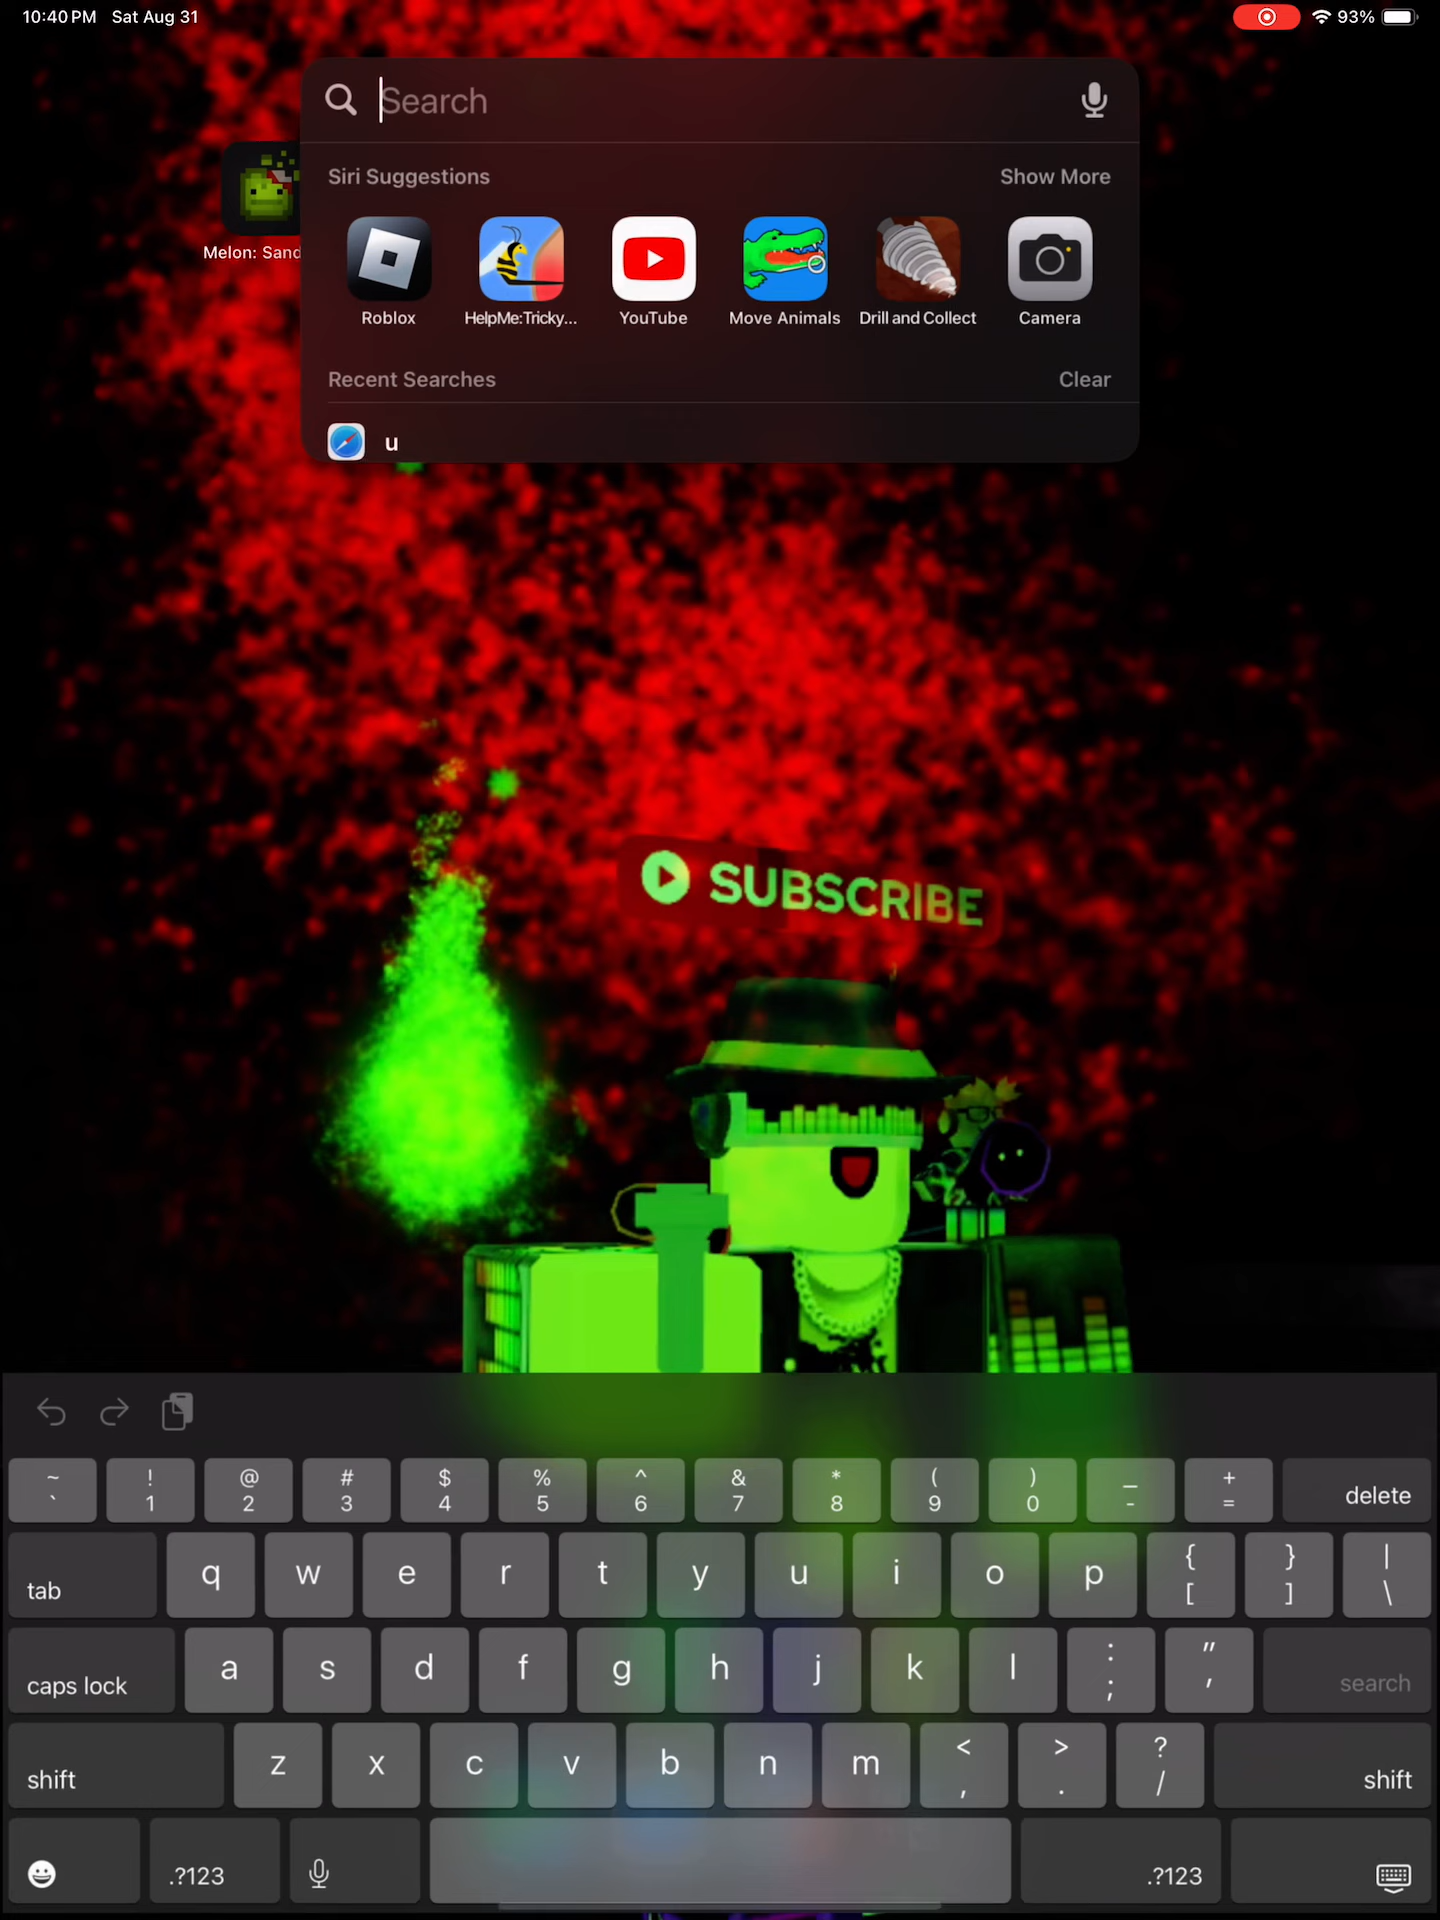 10:40 PM Sat Aug 31
93%
Search
Siri Suggestions Show More
Melon: Sand
Roblox HelpMe:Tricky... YouTube Move Animals Drill and Collect Camera
Recent Searches Clear
u
SUBSCRIBE
~ ! @ # $ % ^ & * ( ) _ +
` 1 2 3 4 5 6 7 8 9 0 - = delete
tab q w e r t y u i o p { [ } ] | \
caps lock a s d f g h j k l : ; " ' search
shift z x c v b n m < , > . ? / shift
.?123 .?123